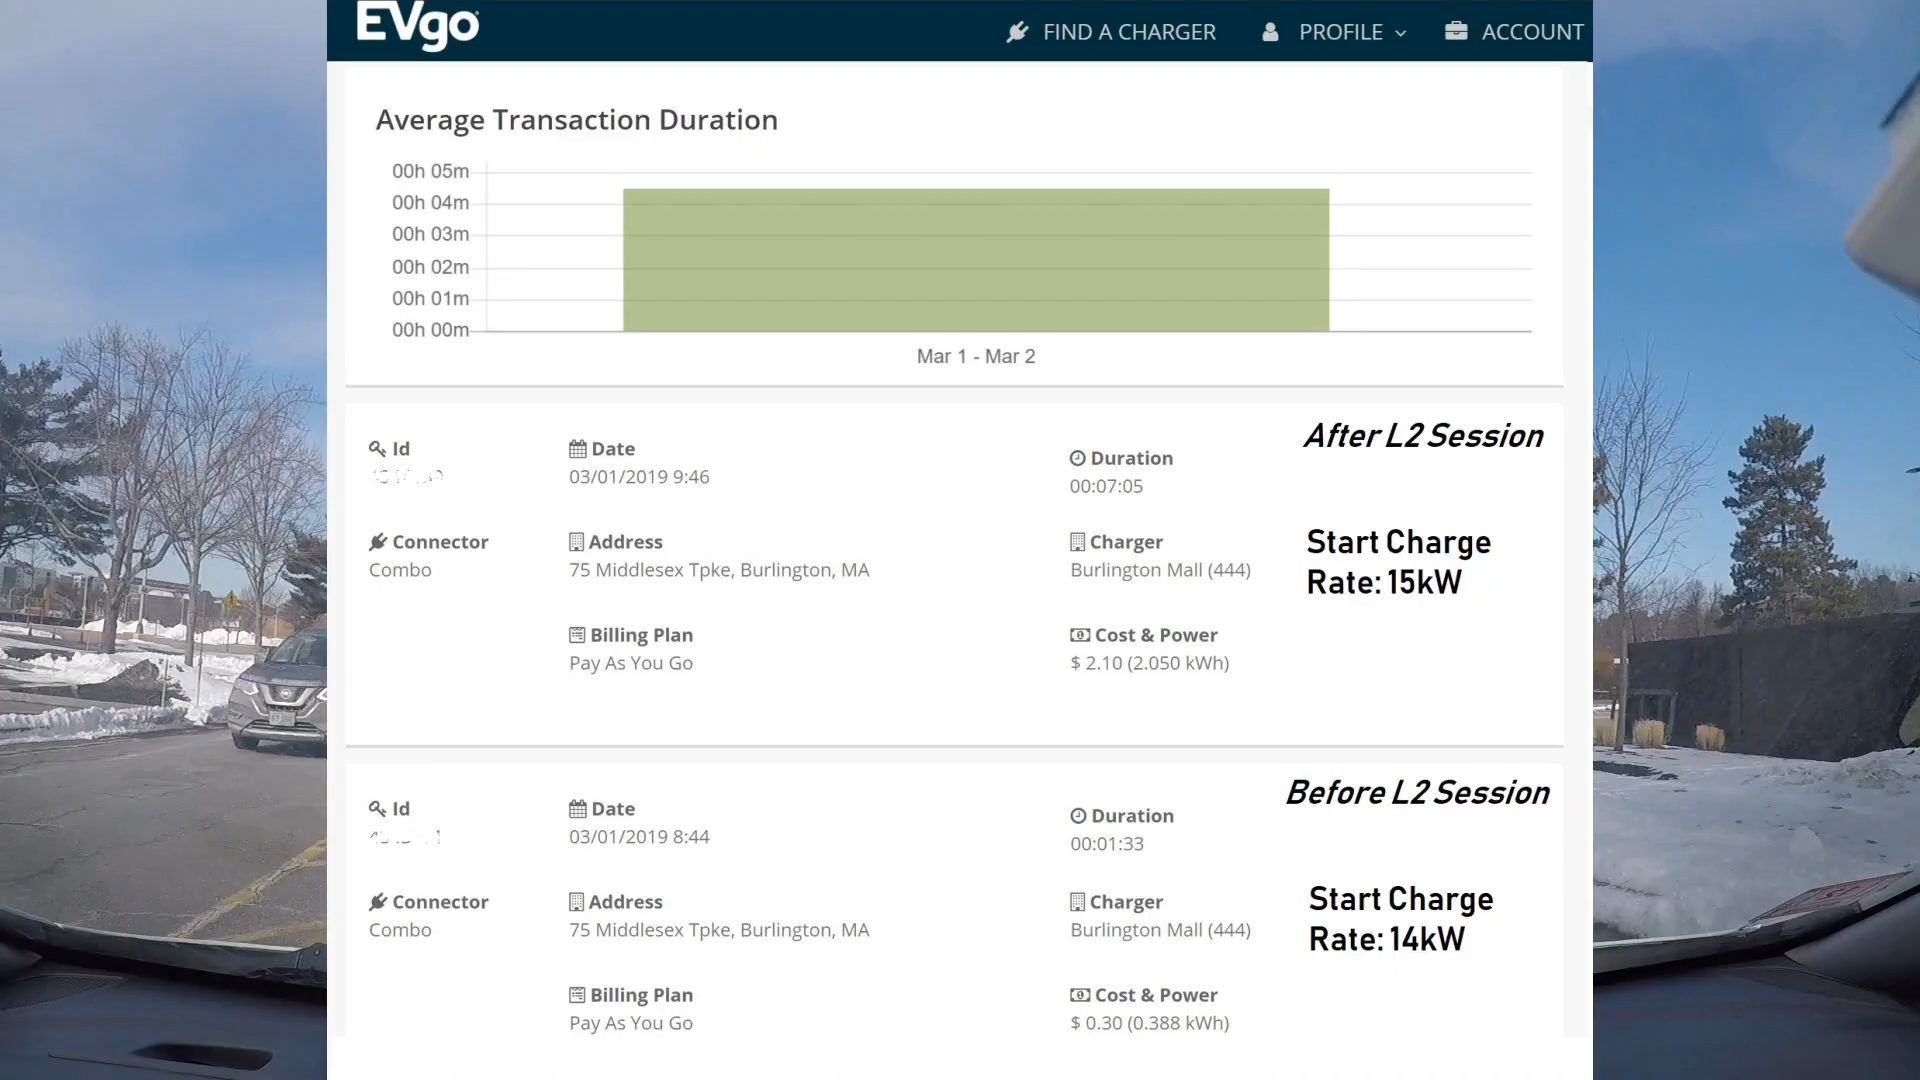 EVgo
FIND A CHARGER
PROFILE
ACCOUNT
Average Transaction Duration
00h 05m
00h 04m
00h 03m
00h 02m
00h 01m
00h 00m
Mar 1 - Mar 2
After L2 Session
Id
Date
03/01/2019 9:46
Duration
00:07:05
Connector
Combo
Address
75 Middlesex Tpke, Burlington, MA
Charger
Burlington Mall (444)
Start Charge
Rate: 15kW
Billing Plan
Pay As You Go
Cost & Power
$ 2.10 (2.050 kWh)
Before L2 Session
Id
Date
03/01/2019 8:44
Duration
00:01:33
Connector
Combo
Address
75 Middlesex Tpke, Burlington, MA
Charger
Burlington Mall (444)
Start Charge
Rate: 14kW
Billing Plan
Pay As You Go
Cost & Power
$ 0.30 (0.388 kWh)